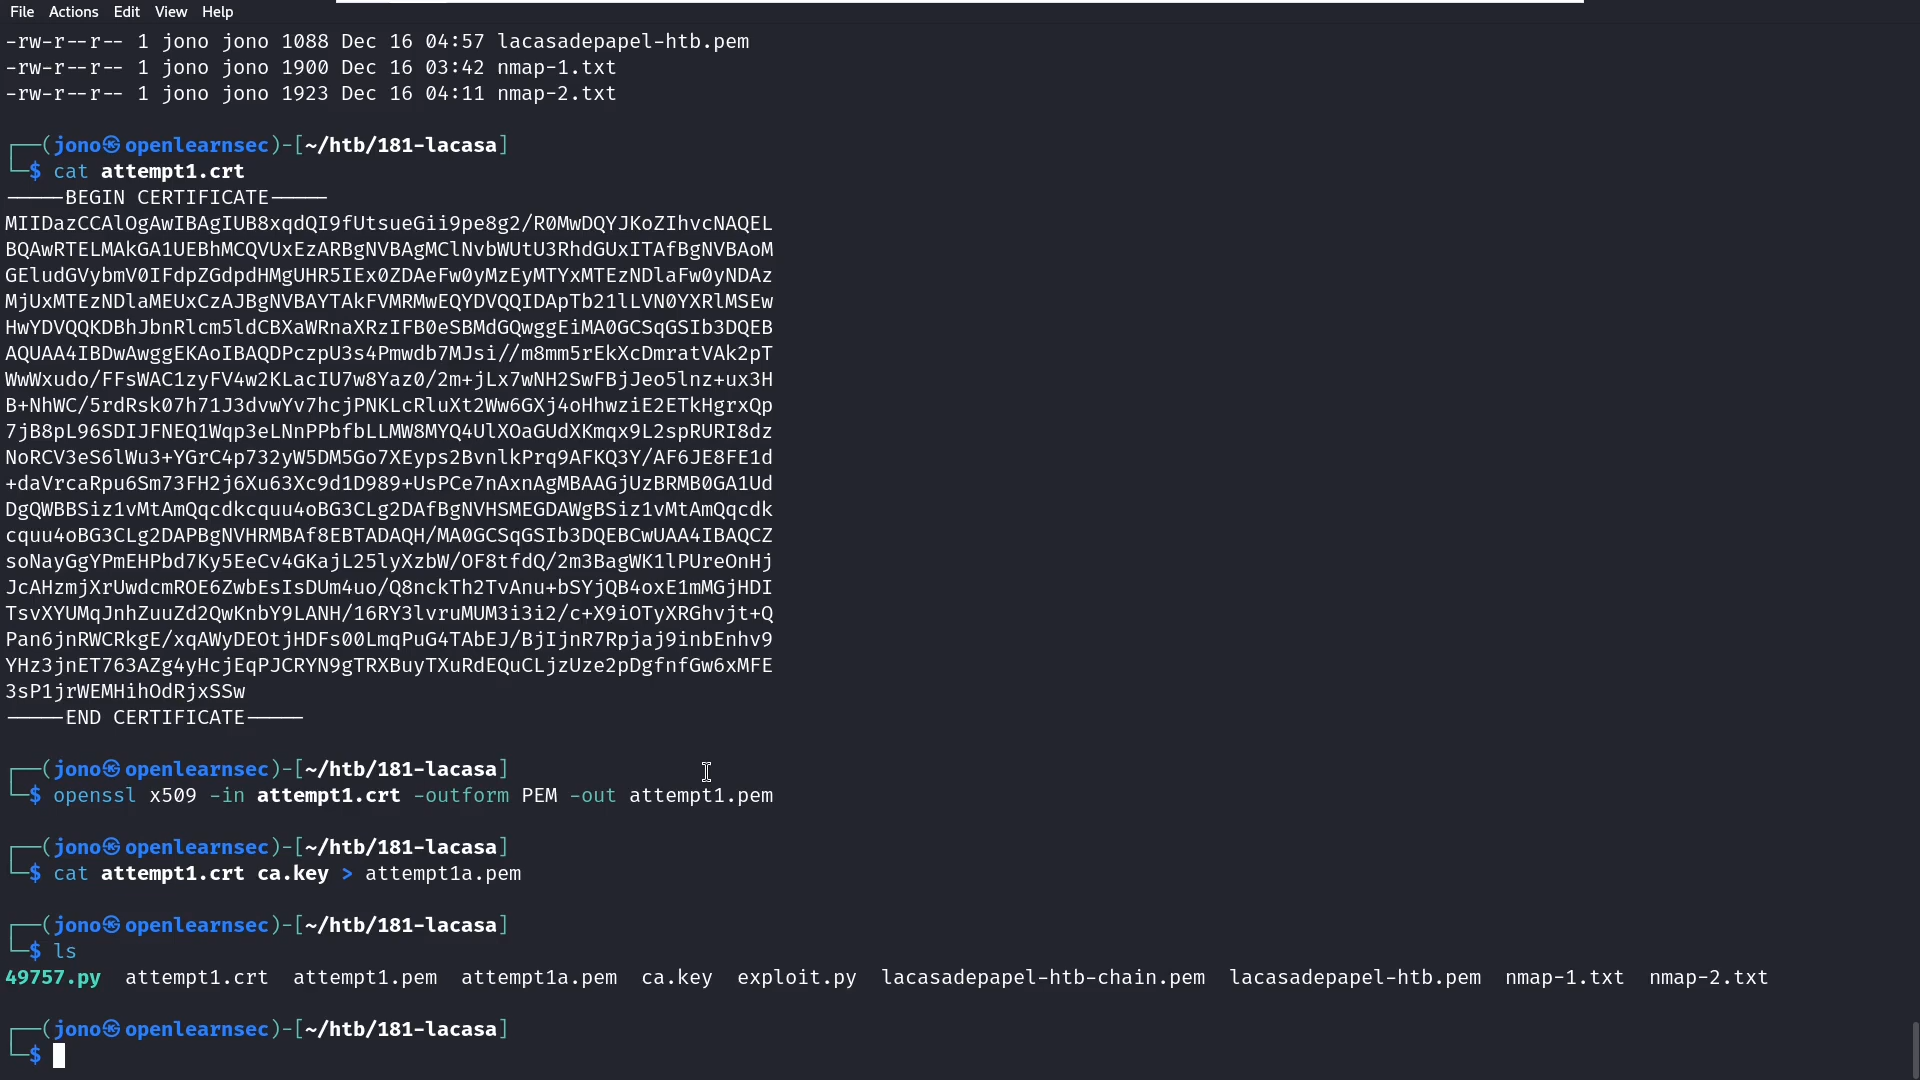 File Actions Edit View Help
-rw-r--r-- 1 jono jono 1088 Dec 16 04:57 lacasadepapel-htb.pem
-rw-r--r-- 1 jono jono 1900 Dec 16 03:42 nmap-1.txt
-rw-r--r-- 1 jono jono 1923 Dec 16 04:11 nmap-2.txt
┌──(jono㉿openlearnsec)-[~/htb/181-lacasa]
└─$ cat attempt1.crt
-----BEGIN CERTIFICATE-----
MIIDazCCAlOgAwIBAgIUB8xqdQI9fUtsueGii9pe8g2/R0MwDQYJKoZIhvcNAQEL
BQAwRTELMAkGA1UEBhMCQVUxEzARBgNVBAgMClNvbWUtU3RhdGUxITAfBgNVBAoM
GEludGVybmV0IFdpZGdpdHMgUHR5IEx0ZDAeFw0yMzEyMTYxMTEzNDlaFw0yNDAz
MjUxMTEzNDlaMEUxCzAJBgNVBAYTAkFVMRMwEQYDVQQIDApTb21lLVN0YXRlMSEw
HwYDVQQKDBhJbnRlcm5ldCBXaWRnaXRzIFB0eSBMdGQwggEiMA0GCSqGSIb3DQEB
AQUAA4IBDwAwggEKAoIBAQDPczpU3s4Pmwdb7MJsi//m8mm5rEkXcDmratVAk2pT
WwWxudo/FFsWAC1zyFV4w2KLacIU7w8Yaz0/2m+jLx7wNH2SwFBjJeo5lnz+ux3H
B+NhWC/5rdRsk07h71J3dvwYv7hcjPNKLcRluXt2Ww6GXj4oHhwziE2ETkHgrxQp
7jB8pL96SDIJFNEQ1Wqp3eLNnPPbfbLLMW8MYQ4UlXOaGUdXKmqx9L2spRURI8dz
NoRCV3eS6lWu3+YGrC4p732yW5DM5Go7XEyps2BvnlkPrq9AFKQ3Y/AF6JE8FE1d
+daVrcaRpu6Sm73FH2j6Xu63Xc9d1D989+UsPCe7nAxnAgMBAAGjUzBRMB0GA1Ud
DgQWBBSiz1vMtAmQqcdkcquu4oBG3CLg2DAfBgNVHSMEGDAWgBSiz1vMtAmQqcdk
cquu4oBG3CLg2DAPBgNVHRMBAf8EBTADAQH/MA0GCSqGSIb3DQEBCwUAA4IBAQCZ
soNayGgYPmEHPbd7Ky5EeCv4GKajL25lyXzbW/OF8tfdQ/2m3BagWK1lPUreOnHj
JcAHzmjXrUwdcmROE6ZwbEsIsDUm4uo/Q8nckTh2TvAnu+bSYjQB4oxE1mMGjHDI
TsvXYUMqJnhZuuZd2QwKnbY9LANH/16RY3lvruMUM3i3i2/c+X9iOTyXRGhvjt+Q
Pan6jnRWCRkgE/xqAWyDEOtjHDFs00LmqPuG4TAbEJ/BjIjnR7Rpjaj9inbEnhv9
YHz3jnET763AZg4yHcjEqPJCRYN9gTRXBuyTXuRdEQuCLjzUze2pDgfnfGw6xMFE
3sP1jrWEMHihOdRjxSSw
-----END CERTIFICATE-----
┌──(jono㉿openlearnsec)-[~/htb/181-lacasa]
└─$ openssl x509 -in attempt1.crt -outform PEM -out attempt1.pem
┌──(jono㉿openlearnsec)-[~/htb/181-lacasa]
└─$ cat attempt1.crt ca.key > attempt1a.pem
┌──(jono㉿openlearnsec)-[~/htb/181-lacasa]
└─$ ls
49757.py attempt1.crt attempt1.pem attempt1a.pem ca.key exploit.py lacasadepapel-htb-chain.pem lacasadepapel-htb.pem nmap-1.txt nmap-2.txt
┌──(jono㉿openlearnsec)-[~/htb/181-lacasa]
└─$